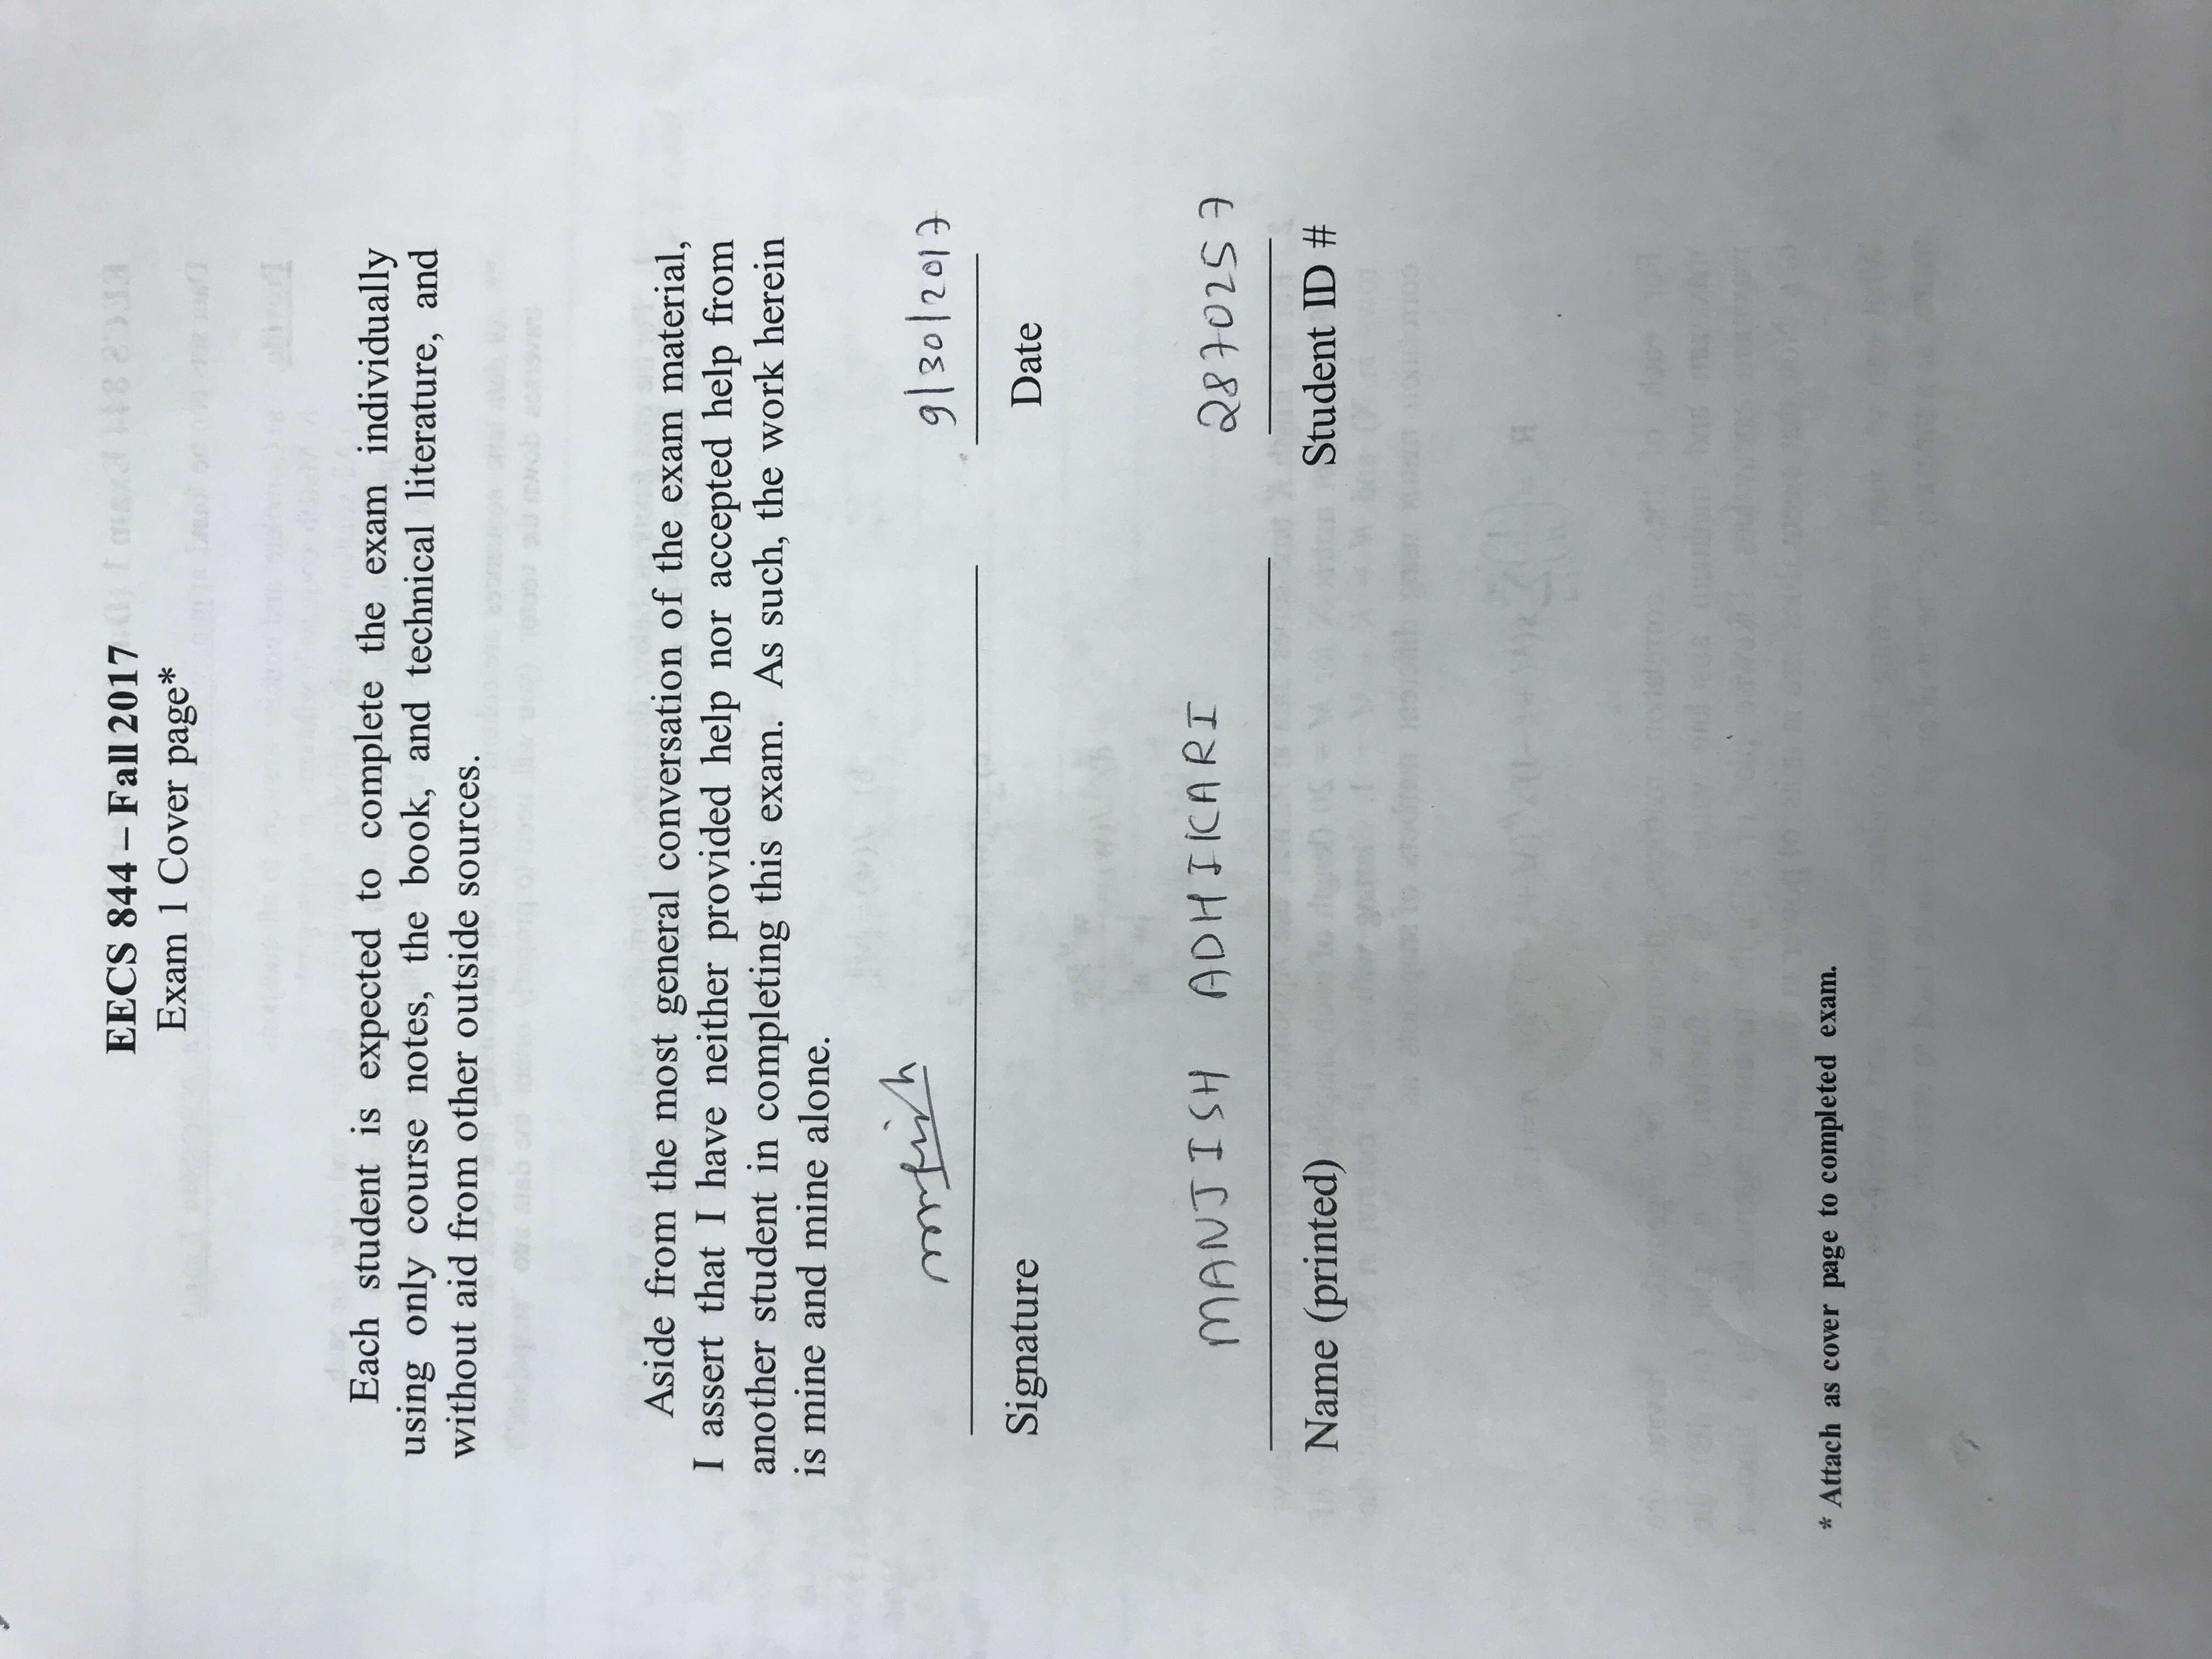 EECS 844 – Fall 2017
Exam 1 Cover page*
Each student is expected to complete the exam individually
using only course notes, the book, and technical literature, and
without aid from other outside sources.
Aside from the most general conversation of the exam material,
I assert that I have neither provided help nor accepted help from
another student in completing this exam. As such, the work herein
is mine and mine alone.
9/30/2017
Signature Date
MANJISH ADHIKARI 2870257
Name (printed) Student ID #
* Attach as cover page to completed exam.